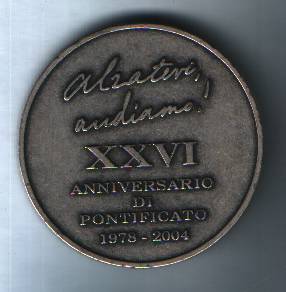 Alzatevi,
andiamo!
XXVI
ANNIVERSARIO
DI
PONTIFICATO
1978 - 2004